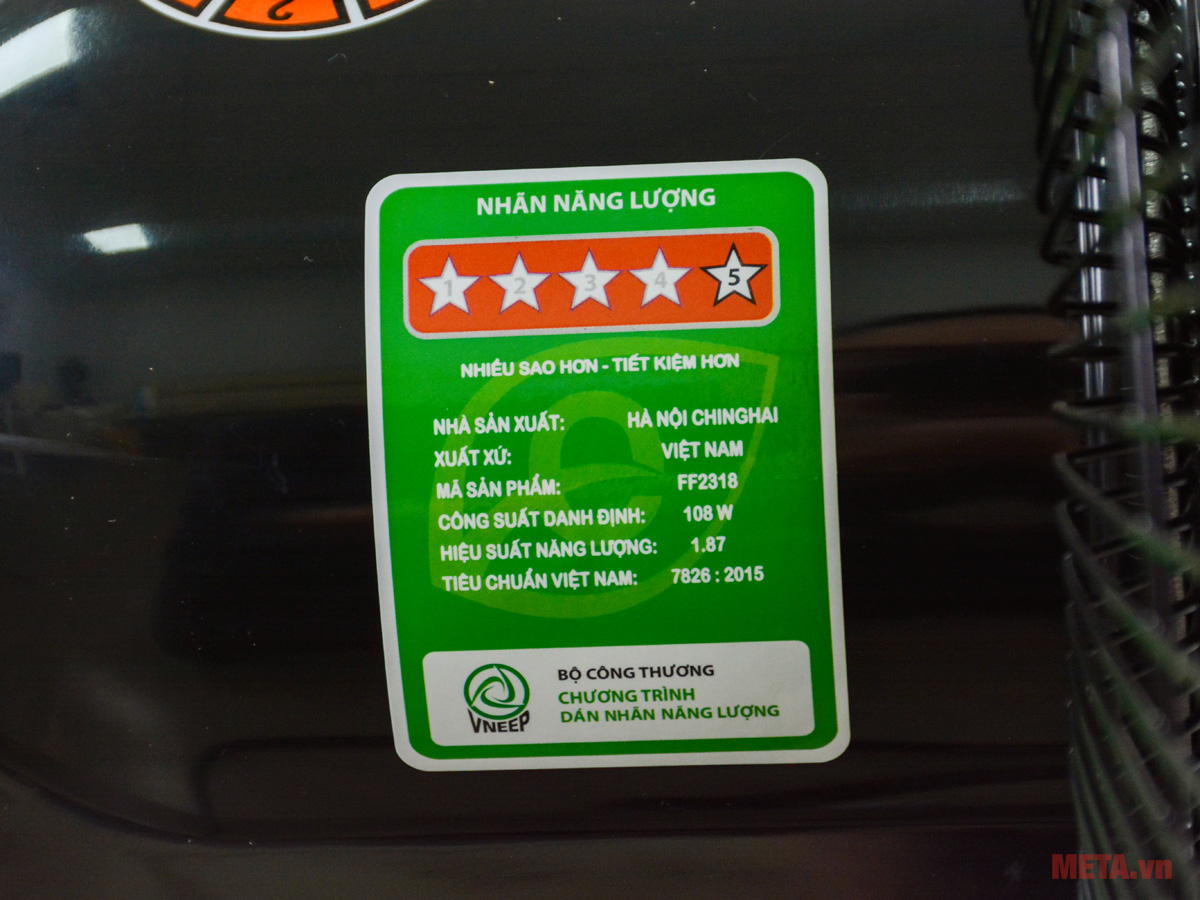 NHÃN NĂNG LƯỢNG
1 2 3 4 5
NHIỀU SAO HƠN - TIẾT KIỆM HƠN
NHÀ SẢN XUẤT: HÀ NỘI CHINGHAI
XUẤT XỨ: VIỆT NAM
MÃ SẢN PHẨM: FF2318
CÔNG SUẤT DANH ĐỊNH: 108 W
HIỆU SUẤT NĂNG LƯỢNG: 1.87
TIÊU CHUẨN VIỆT NAM: 7826 : 2015
VNEEP
BỘ CÔNG THƯƠNG
CHƯƠNG TRÌNH
DÁN NHÃN NĂNG LƯỢNG
META.vn